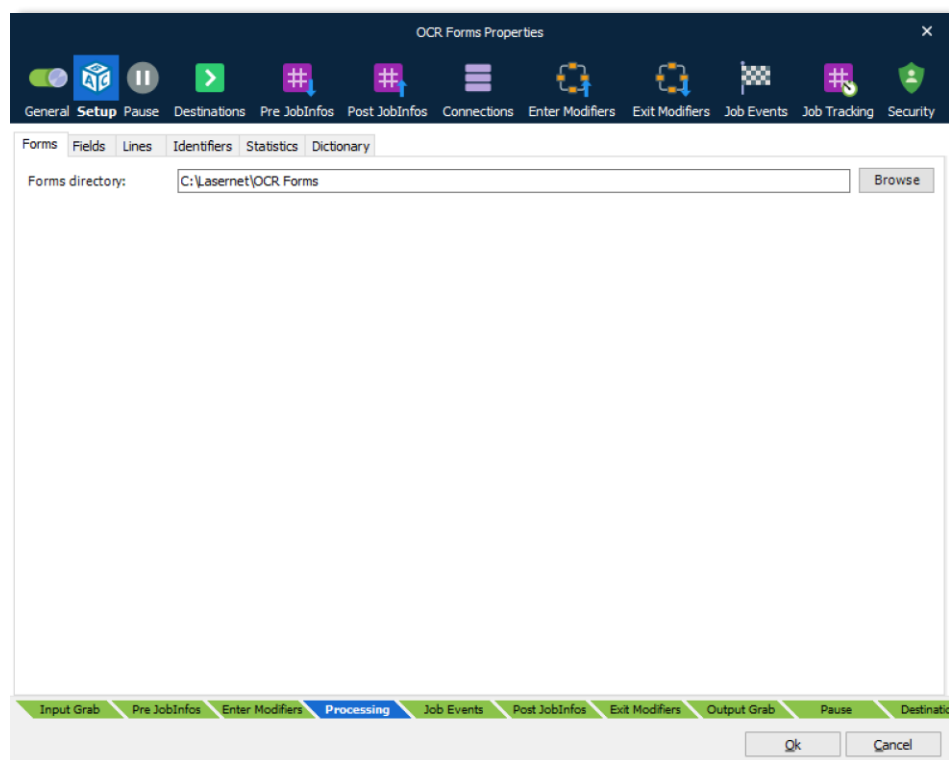 OCR Forms Properties
General Setup Pause Destinations Pre JobInfos Post JobInfos Connections Enter Modifiers Exit Modifiers Job Events Job Tracking Security
Forms Fields Lines Identifiers Statistics Dictionary
Forms directory: C:\Lasernet\OCR Forms Browse
Input Grab Pre JobInfos Enter Modifiers Processing Job Events Post JobInfos Exit Modifiers Output Grab Pause Destinatio
Ok Cancel